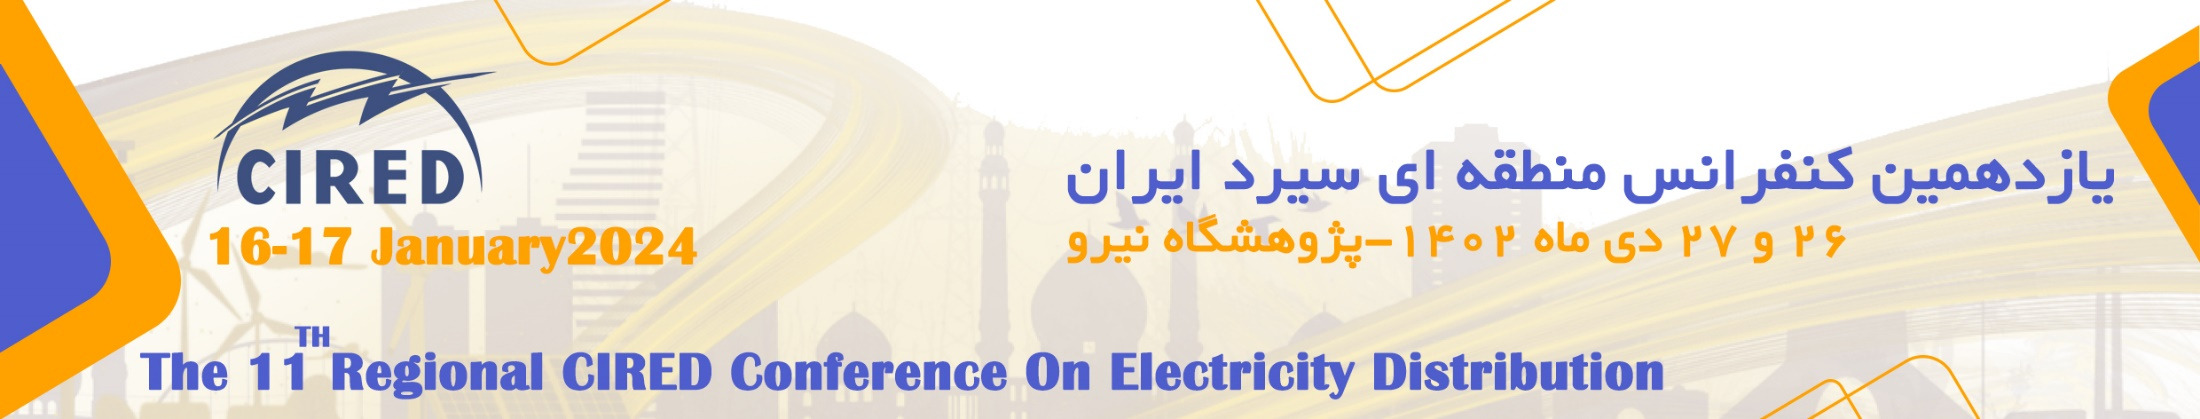 CIRED
16-17 January2024
یازدهمین کنفرانس منطقه ای سیرد ایران
۲۶ و ۲۷ دی ماه ۱۴۰۲-پژوهشگاه نیرو
The 11TH Regional CIRED Conference On Electricity Distribution